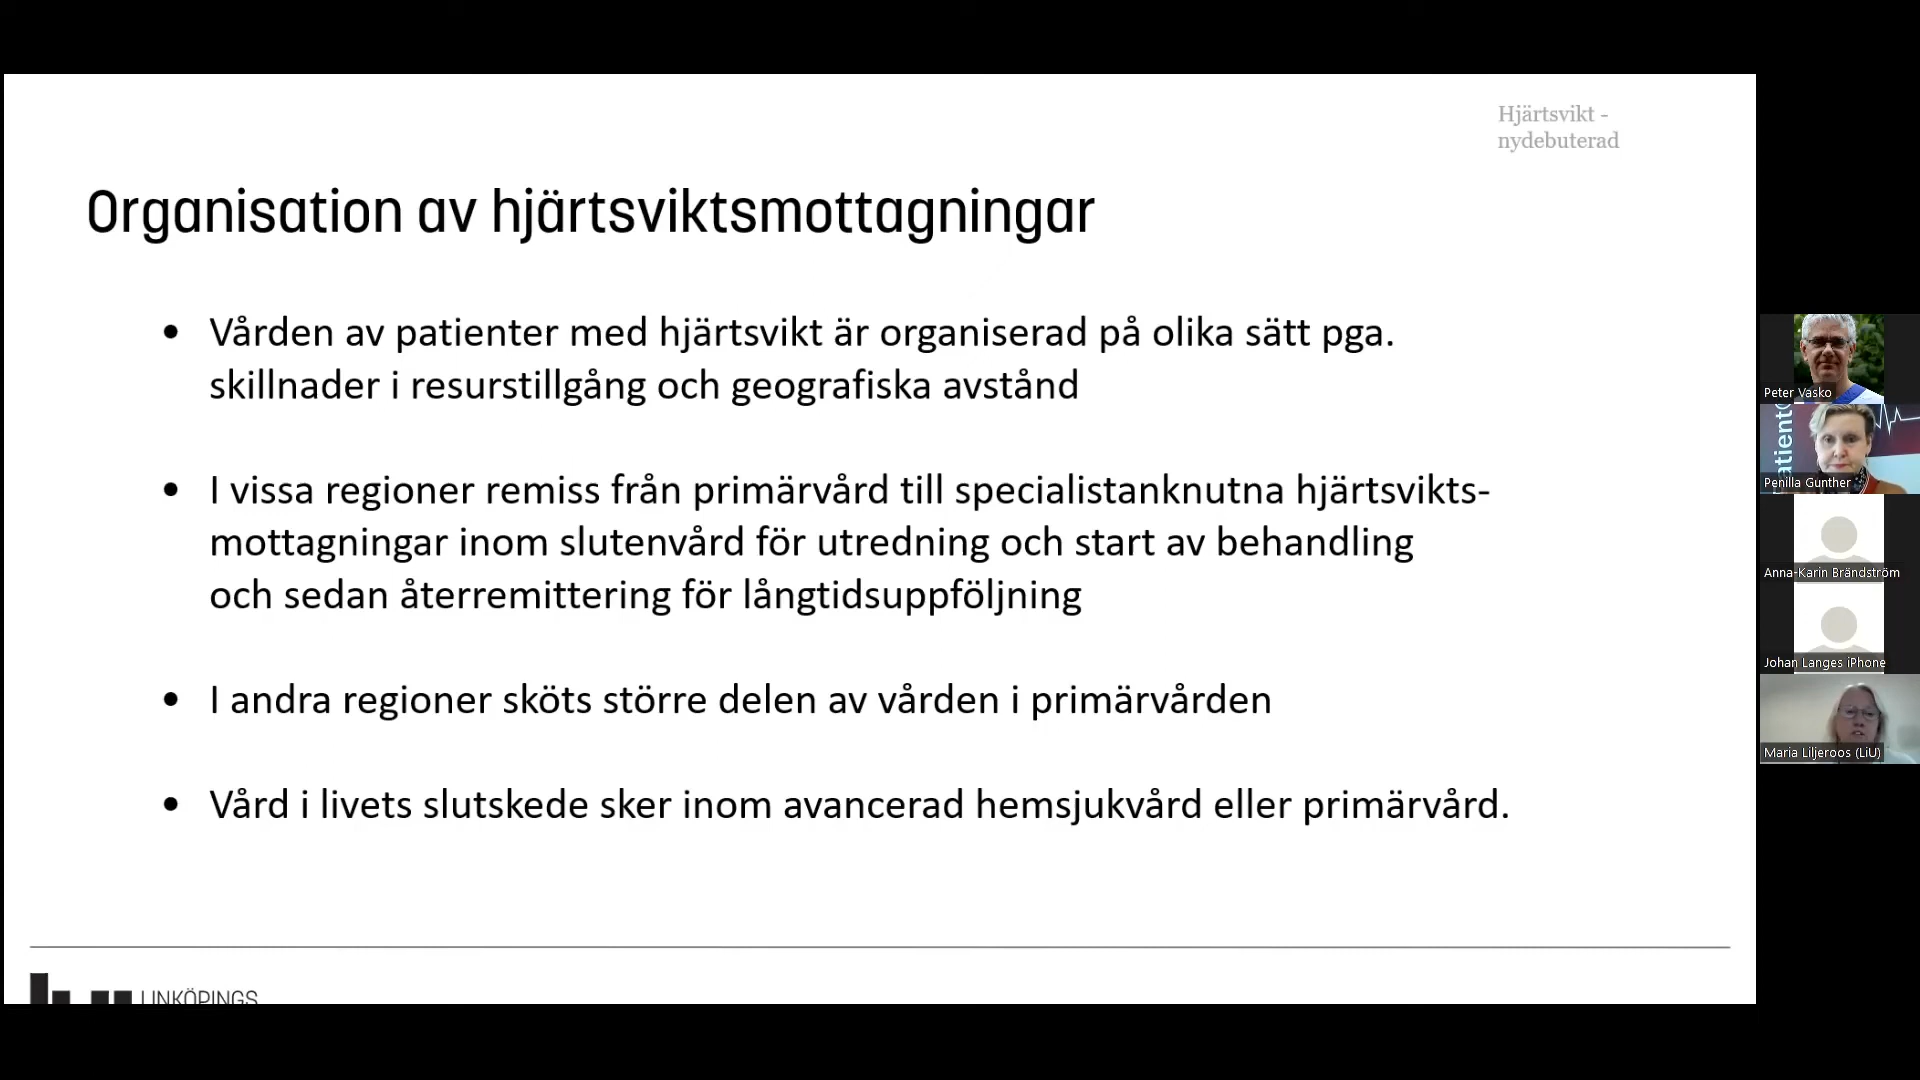 Hjärtsvikt -
nydebuterad
Organisation av hjärtsviktsmottagningar
• Vården av patienter med hjärtsvikt är organiserad på olika sätt pga.
skillnader i resurstillgång och geografiska avstånd
• I vissa regioner remiss från primärvård till specialistanknutna hjärtsvikts-
mottagningar inom slutenvård för utredning och start av behandling
och sedan återremittering för långtidsuppföljning
• I andra regioner sköts större delen av vården i primärvården
• Vård i livets slutskede sker inom avancerad hemsjukvård eller primärvård.
LINKÖPINGS
Peter Vasko
Penilla Gunther
Anna-Karin Brändström
Johan Langes iPhone
Maria Liljeroos (LiU)